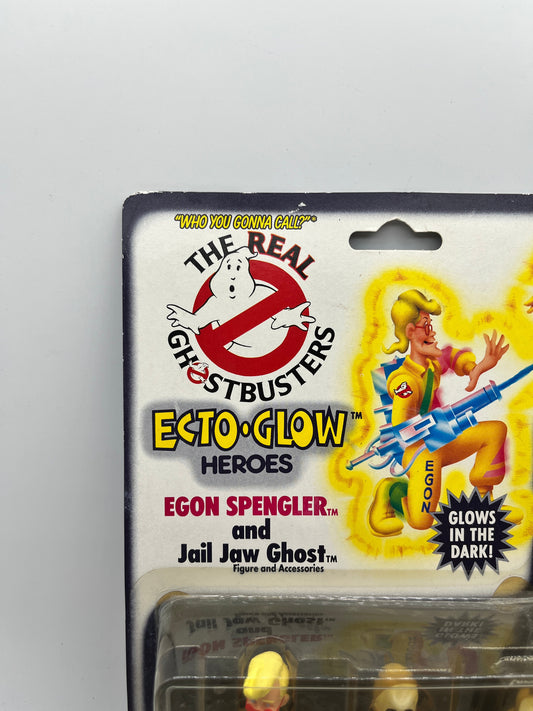 "WHO YOU GONNA CALL?"®
THE REAL
GHOSTBUSTERS
ECTO•GLOW™
HEROES
EGON SPENGLER™
and
Jail Jaw Ghost™
Figure and Accessories
EGON
GLOWS
IN THE
DARK!